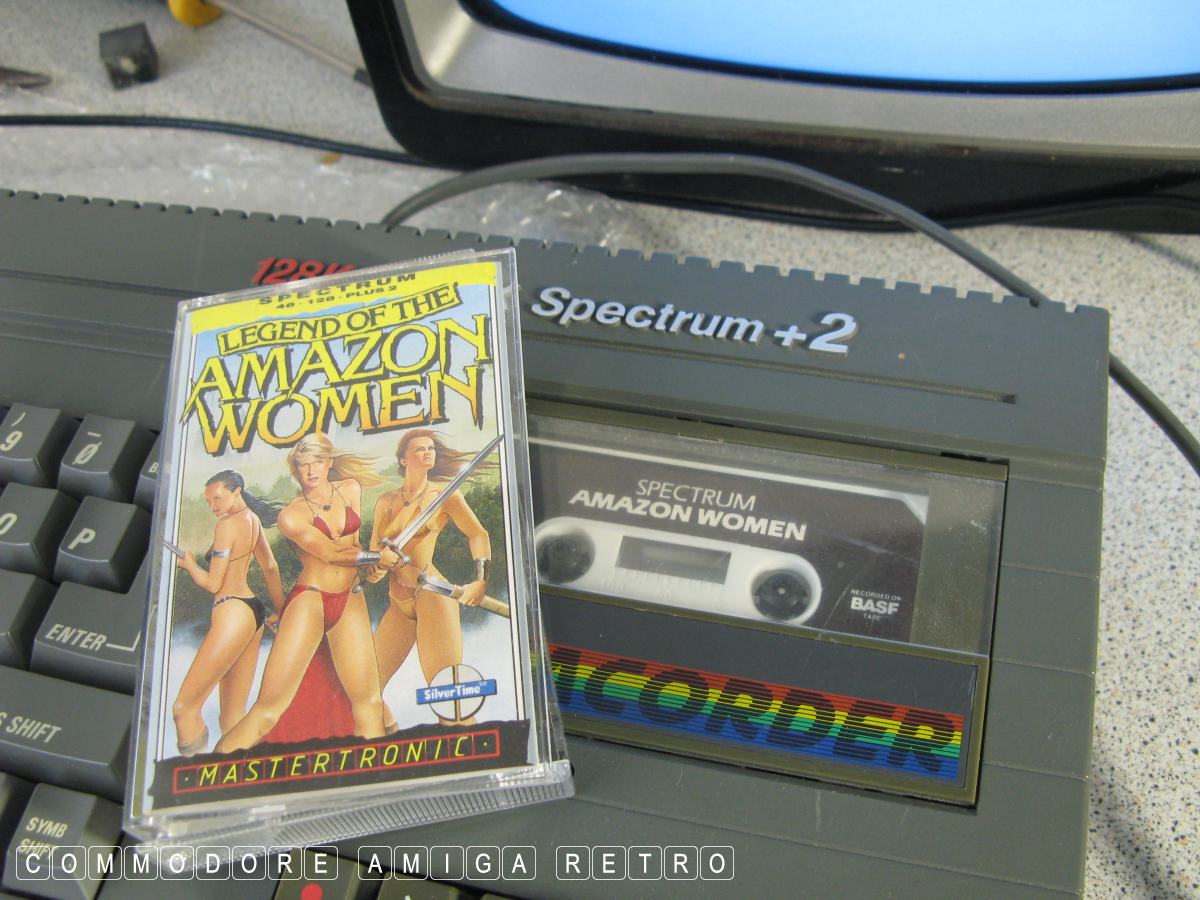 128K
SPECTRUM
48 · 128 · PLUS 2
LEGEND OF THE
AMAZON
WOMEN
SilverTime
· MASTERTRONIC ·
Spectrum +2
SPECTRUM
AMAZON WOMEN
RECORDED ON
BASF
TAPE
CORDER
9
0
O
P
ENTER
SHIFT
SYMB
SHIFT
COMMODORE AMIGA RETRO